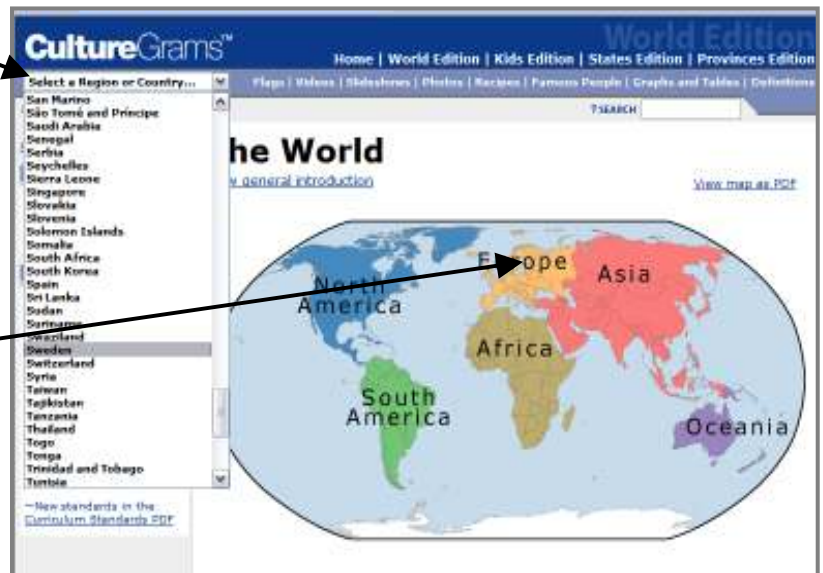 World Edition
CultureGrams™
Home | World Edition | Kids Edition | States Edition | Provinces Edition
Select a Region or Country...
Flags | Videos | Slideshows | Photos | Recipes | Famous People | Graphs and Tables | Definitions
? SEARCH
San Marino
São Tomé and Príncipe
Saudi Arabia
Senegal
Serbia
Seychelles
Sierra Leone
Singapore
Slovakia
Slovenia
Solomon Islands
Somalia
South Africa
South Korea
Spain
Sri Lanka
Sudan
Suriname
Swaziland
Sweden
Switzerland
Syria
Taiwan
Tajikistan
Tanzania
Thailand
Togo
Tonga
Trinidad and Tobago
Tunisia
~New standards in the
Curriculum Standards PDF
he World
general introduction
View map as PDF
North
America
Europe
Asia
Africa
South
America
Oceania